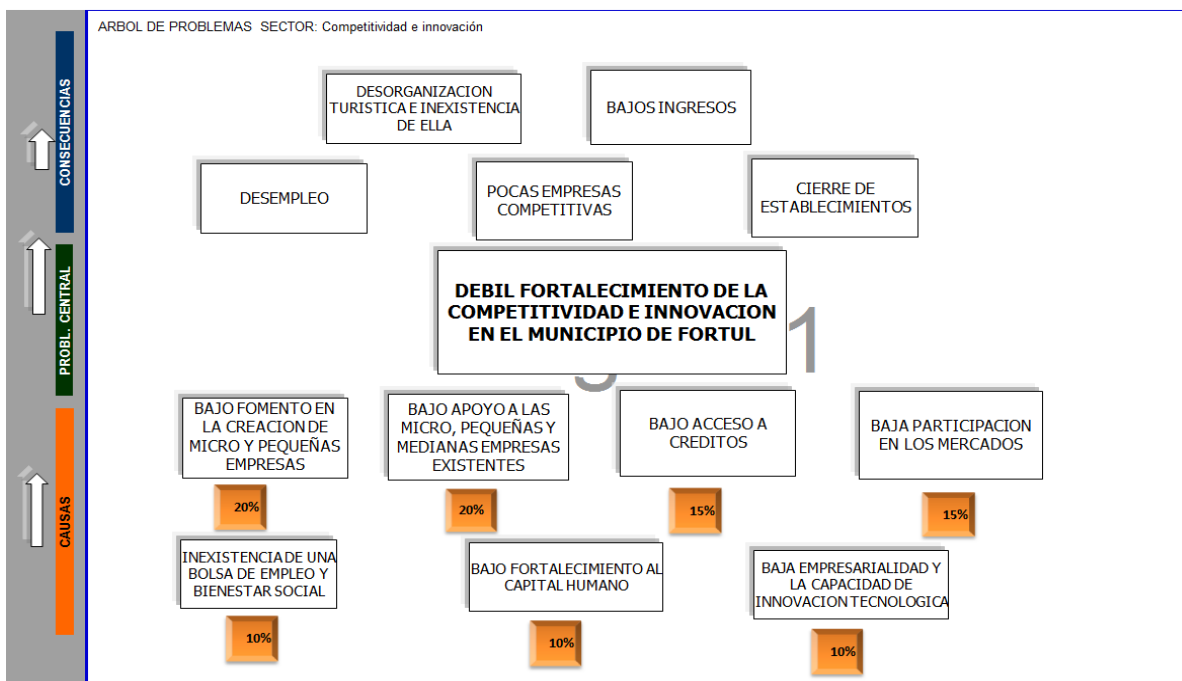 ARBOL DE PROBLEMAS SECTOR: Competitividad e innovación
CONSECUENCIAS
DESORGANIZACION
TURISTICA E INEXISTENCIA
DE ELLA
BAJOS INGRESOS
DESEMPLEO
POCAS EMPRESAS
COMPETITIVAS
CIERRE DE
ESTABLECIMIENTOS
PROBL. CENTRAL
DEBIL FORTALECIMIENTO DE LA
COMPETITIVIDAD E INNOVACION
EN EL MUNICIPIO DE FORTUL
1
CAUSAS
BAJO FOMENTO EN
LA CREACION DE
MICRO Y PEQUEÑAS
EMPRESAS
20%
BAJO APOYO A LAS
MICRO, PEQUEÑAS Y
MEDIANAS EMPRESAS
EXISTENTES
20%
BAJO ACCESO A
CREDITOS
15%
BAJA PARTICIPACION
EN LOS MERCADOS
15%
INEXISTENCIA DE UNA
BOLSA DE EMPLEO Y
BIENESTAR SOCIAL
10%
BAJO FORTALECIMIENTO AL
CAPITAL HUMANO
10%
BAJA EMPRESARIALIDAD Y
LA CAPACIDAD DE
INNOVACION TECNOLOGICA
10%